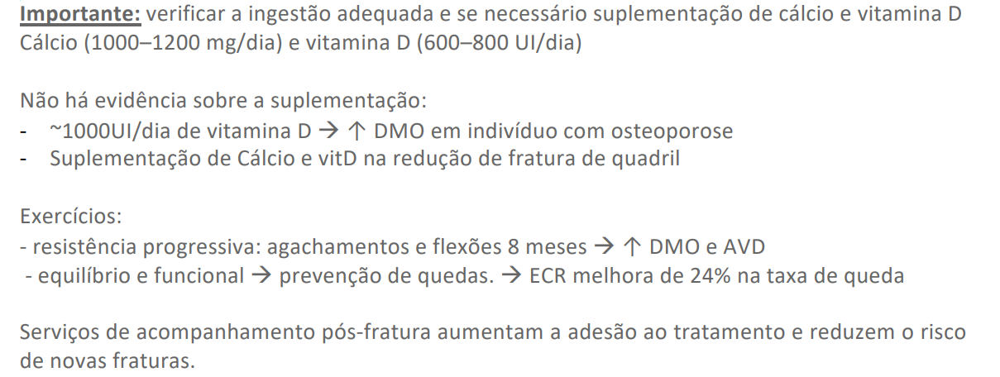 Importante: verificar a ingestão adequada e se necessário suplementação de cálcio e vitamina D
Cálcio (1000–1200 mg/dia) e vitamina D (600–800 UI/dia)
Não há evidência sobre a suplementação:
- ~1000UI/dia de vitamina D → ↑ DMO em indivíduo com osteoporose
- Suplementação de Cálcio e vitD na redução de fratura de quadril
Exercícios:
- resistência progressiva: agachamentos e flexões 8 meses → ↑ DMO e AVD
- equilíbrio e funcional → prevenção de quedas. → ECR melhora de 24% na taxa de queda
Serviços de acompanhamento pós-fratura aumentam a adesão ao tratamento e reduzem o risco
de novas fraturas.